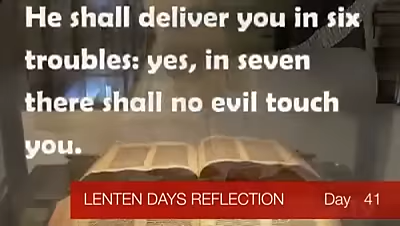 He shall deliver you in six
troubles: yes, in seven
there shall no evil touch
you.
LENTEN DAYS REFLECTION Day 41